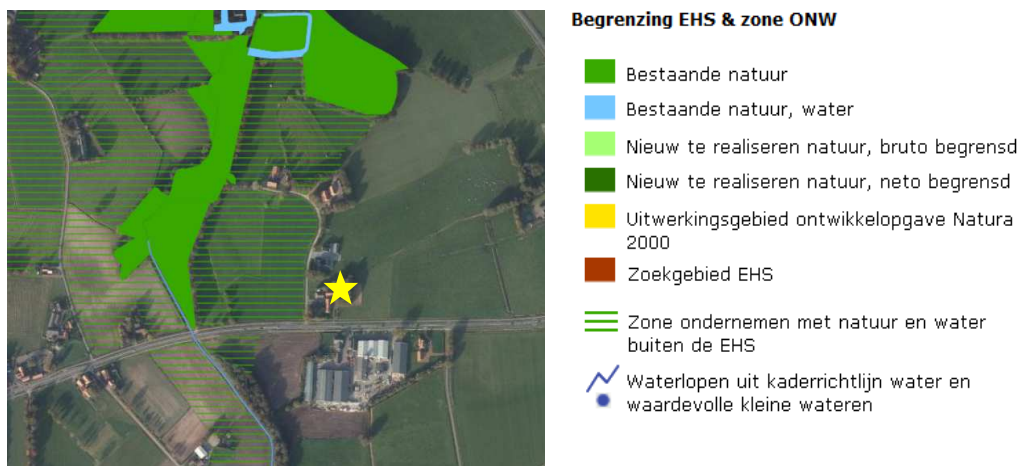 Begrenzing EHS & zone ONW
Bestaande natuur
Bestaande natuur, water
Nieuw te realiseren natuur, bruto begrensd
Nieuw te realiseren natuur, neto begrensd
Uitwerkingsgebied ontwikkelopgave Natura
2000
Zoekgebied EHS
Zone ondernemen met natuur en water
buiten de EHS
Waterlopen uit kaderrichtlijn water en
waardevolle kleine wateren